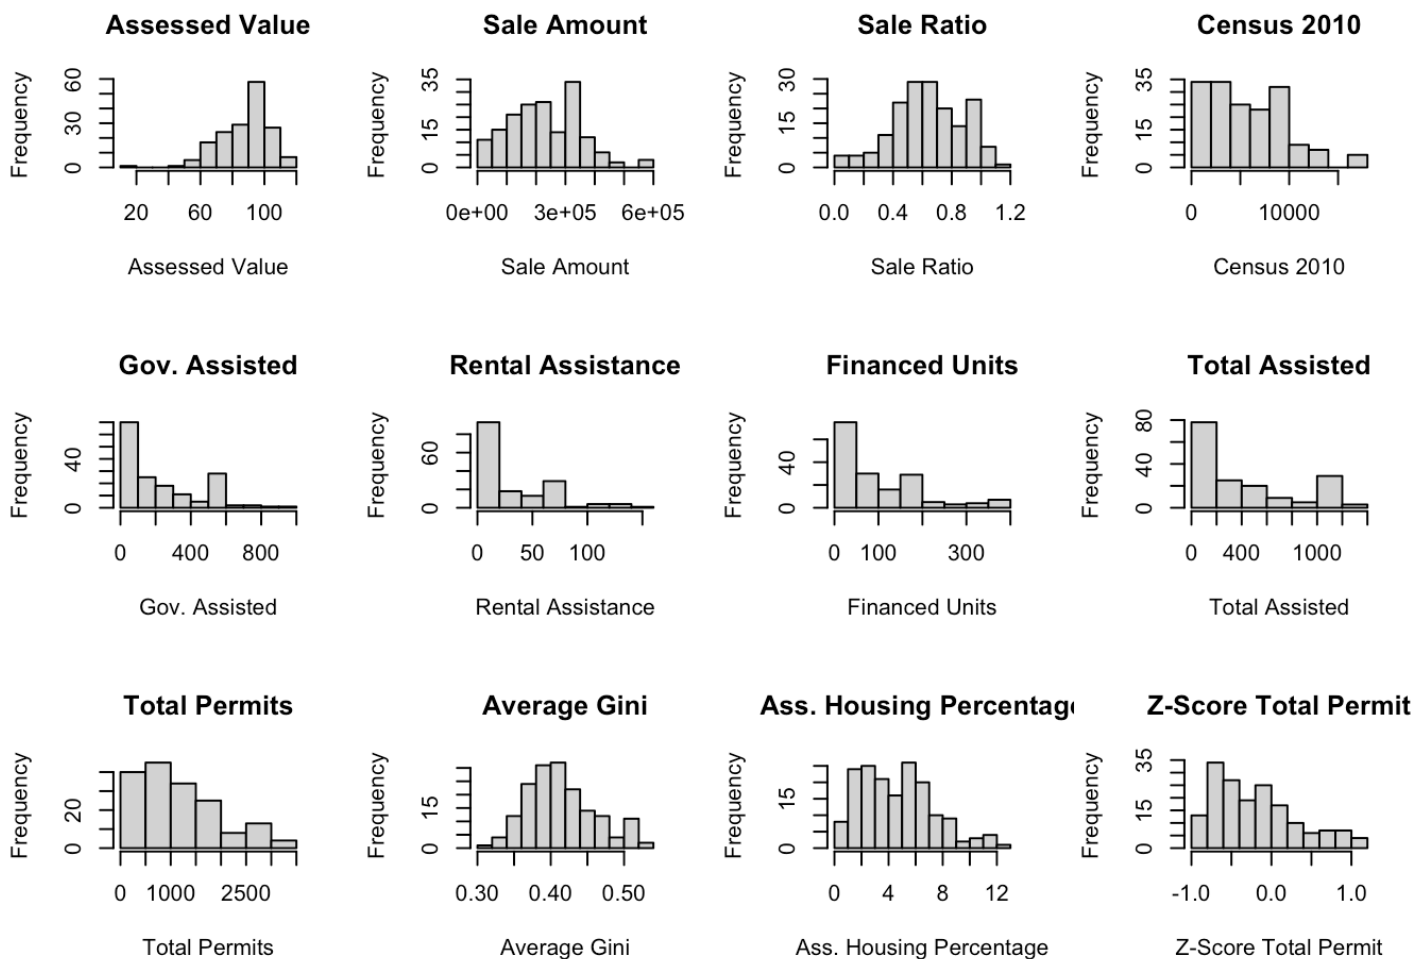 Assessed Value
Sale Amount
Sale Ratio
Census 2010
Frequency
0 30 60
20 60 100
Assessed Value
Frequency
0 15 35
0e+00 3e+05 6e+05
Sale Amount
Frequency
0 15 30
0.0 0.4 0.8 1.2
Sale Ratio
Frequency
0 15 35
0 10000
Census 2010
Gov. Assisted
Rental Assistance
Financed Units
Total Assisted
Frequency
0 40
0 400 800
Gov. Assisted
Frequency
0 60
0 50 100
Rental Assistance
Frequency
0 40
0 100 300
Financed Units
Frequency
0 40 80
0 400 1000
Total Assisted
Total Permits
Average Gini
Ass. Housing Percentage
Z-Score Total Permit
Frequency
0 20
0 1000 2500
Total Permits
Frequency
0 15
0.30 0.40 0.50
Average Gini
Frequency
0 15
0 4 8 12
Ass. Housing Percentage
Frequency
0 15 35
-1.0 0.0 1.0
Z-Score Total Permit